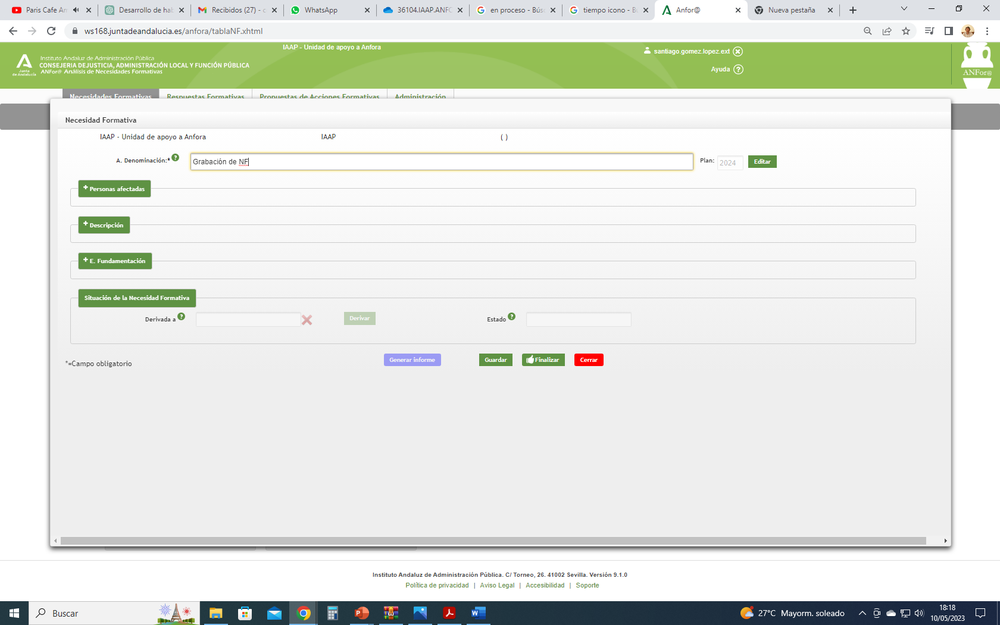 Paris Cafe Am
Desarrollo de hab
Recibidos (27) - c
WhatsApp
36104.IAAP.ANFO
en proceso - Bús
tiempo icono - B
Anfor@
Nueva pestaña
ws168.juntadeandalucia.es/anfora/tablaNF.xhtml
IAAP - Unidad de apoyo a Anfora
santiago.gomez.lopez.ext
Ayuda ?
Junta
de Andalucía
Instituto Andaluz de Administración Pública
CONSEJERIA DE JUSTICIA, ADMINISTRACIÓN LOCAL Y FUNCIÓN PÚBLICA
ANFor@ Análisis de Necesidades Formativas
ANFor@
Necesidades Formativas
Respuestas Formativas
Propuestas de Acciones Formativas
Administración
Necesidad Formativa
IAAP - Unidad de apoyo a Anfora IAAP ( )
A. Denominación:* ? Grabación de NF Plan: 2024 Editar
+ Personas afectadas
+ Descripción
+ E. Fundamentación
Situación de la Necesidad Formativa
Derivada a ? Derivar Estado ?
*=Campo obligatorio
Generar informe Guardar Finalizar Cerrar
Instituto Andaluz de Administración Pública. C/ Torneo, 26. 41002 Sevilla. Versión 9.1.0
Política de privacidad | Aviso Legal | Accesibilidad | Soporte
Buscar
27°C Mayorm. soleado
18:18
10/05/2023